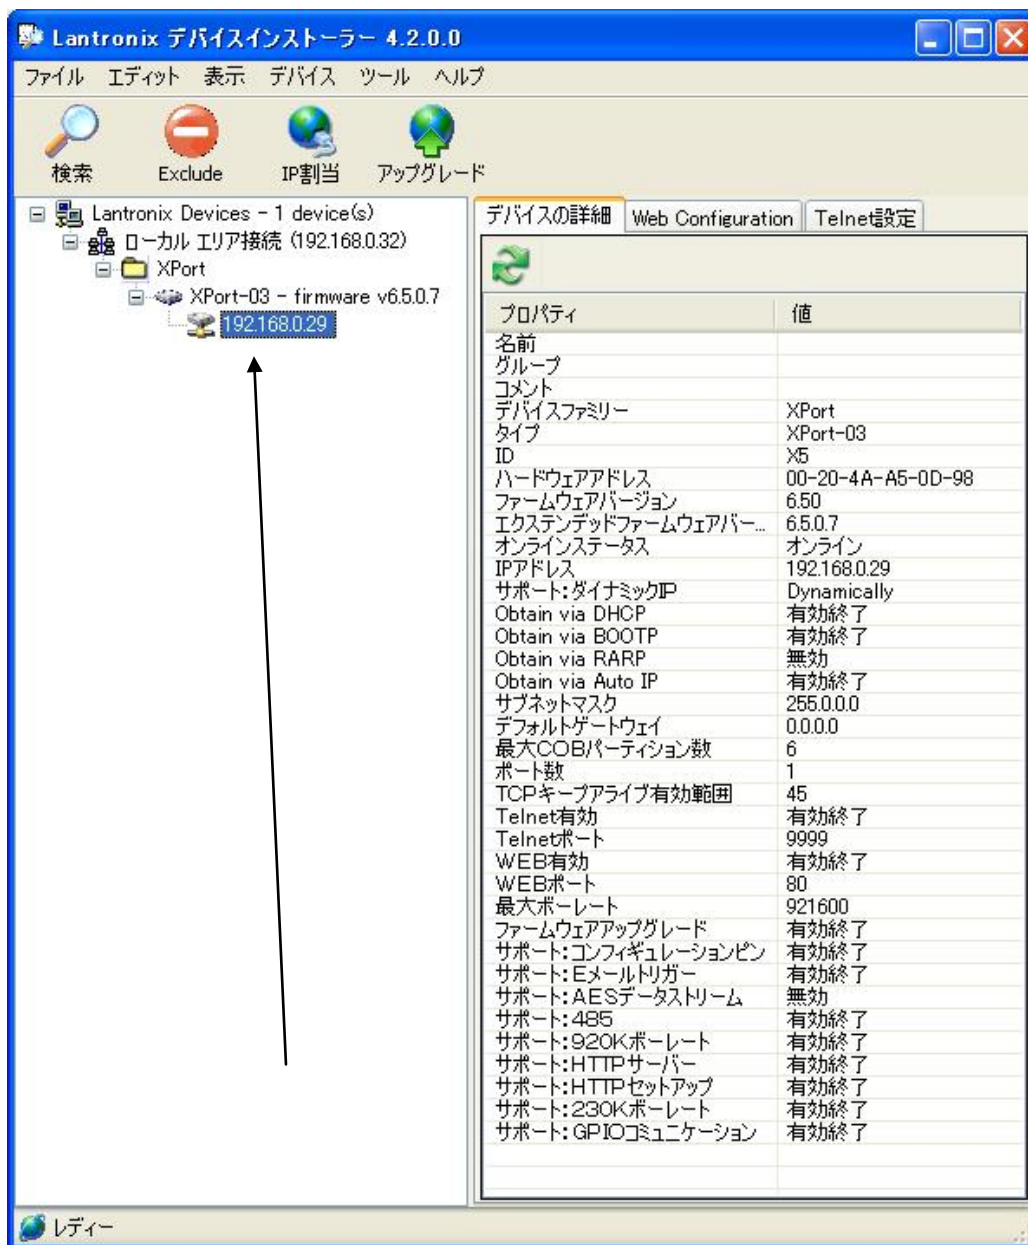 Lantronix デバイスインストーラー 4.2.0.0
ファイル エディット 表示 デバイス ツール ヘルプ
検索 Exclude IP割当 アップグレード
Lantronix Devices - 1 device(s)
ローカル エリア接続 (192.168.0.32)
XPort
XPort-03 - firmware v6.5.0.7
192.168.0.29
デバイスの詳細 Web Configuration Telnet設定
プロパティ 値
名前
グループ
コメント
デバイスファミリー XPort
タイプ XPort-03
ID X5
ハードウェアアドレス 00-20-4A-A5-0D-98
ファームウェアバージョン 6.50
エクステンデッドファームウェアバー... 6.5.0.7
オンラインステータス オンライン
IPアドレス 192.168.0.29
サポート:ダイナミックIP Dynamically
Obtain via DHCP 有効終了
Obtain via BOOTP 有効終了
Obtain via RARP 無効
Obtain via Auto IP 有効終了
サブネットマスク 255.0.0.0
デフォルトゲートウェイ 0.0.0.0
最大COBパーティション数 6
ポート数 1
TCPキープアライブ有効範囲 45
Telnet有効 有効終了
Telnetポート 9999
WEB有効 有効終了
WEBポート 80
最大ボーレート 921600
ファームウェアアップグレード 有効終了
サポート:コンフィギュレーションピン 有効終了
サポート:Eメールトリガー 有効終了
サポート:AESデータストリーム 無効
サポート:485 有効終了
サポート:920Kボーレート 有効終了
サポート:HTTPサーバー 有効終了
サポート:HTTPセットアップ 有効終了
サポート:230Kボーレート 有効終了
サポート:GPIOコミュニケーション 有効終了
レディー